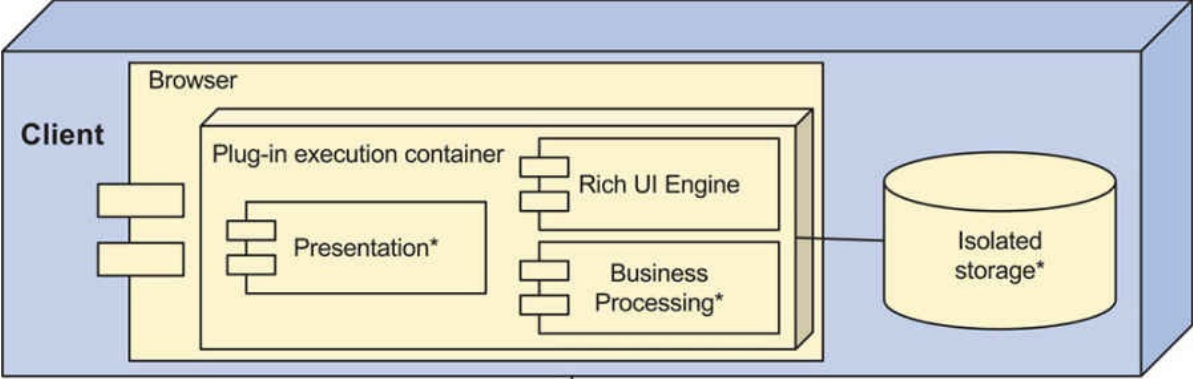 Browser
Client
Plug-in execution container
Rich UI Engine
Presentation*
Business
Processing*
Isolated
storage*